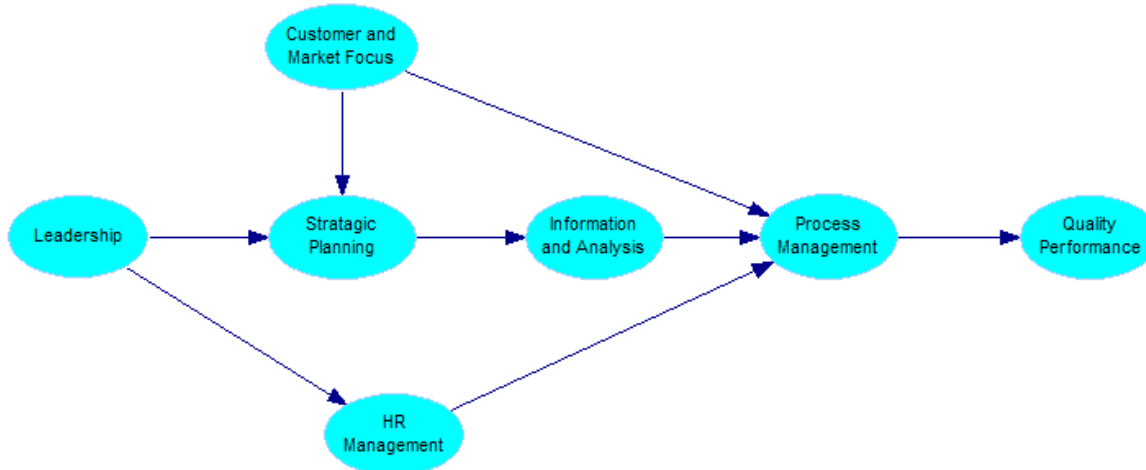 Customer and
Market Focus
Leadership
Stratagic
Planning
Information
and Analysis
Process
Management
Quality
Performance
HR
Management